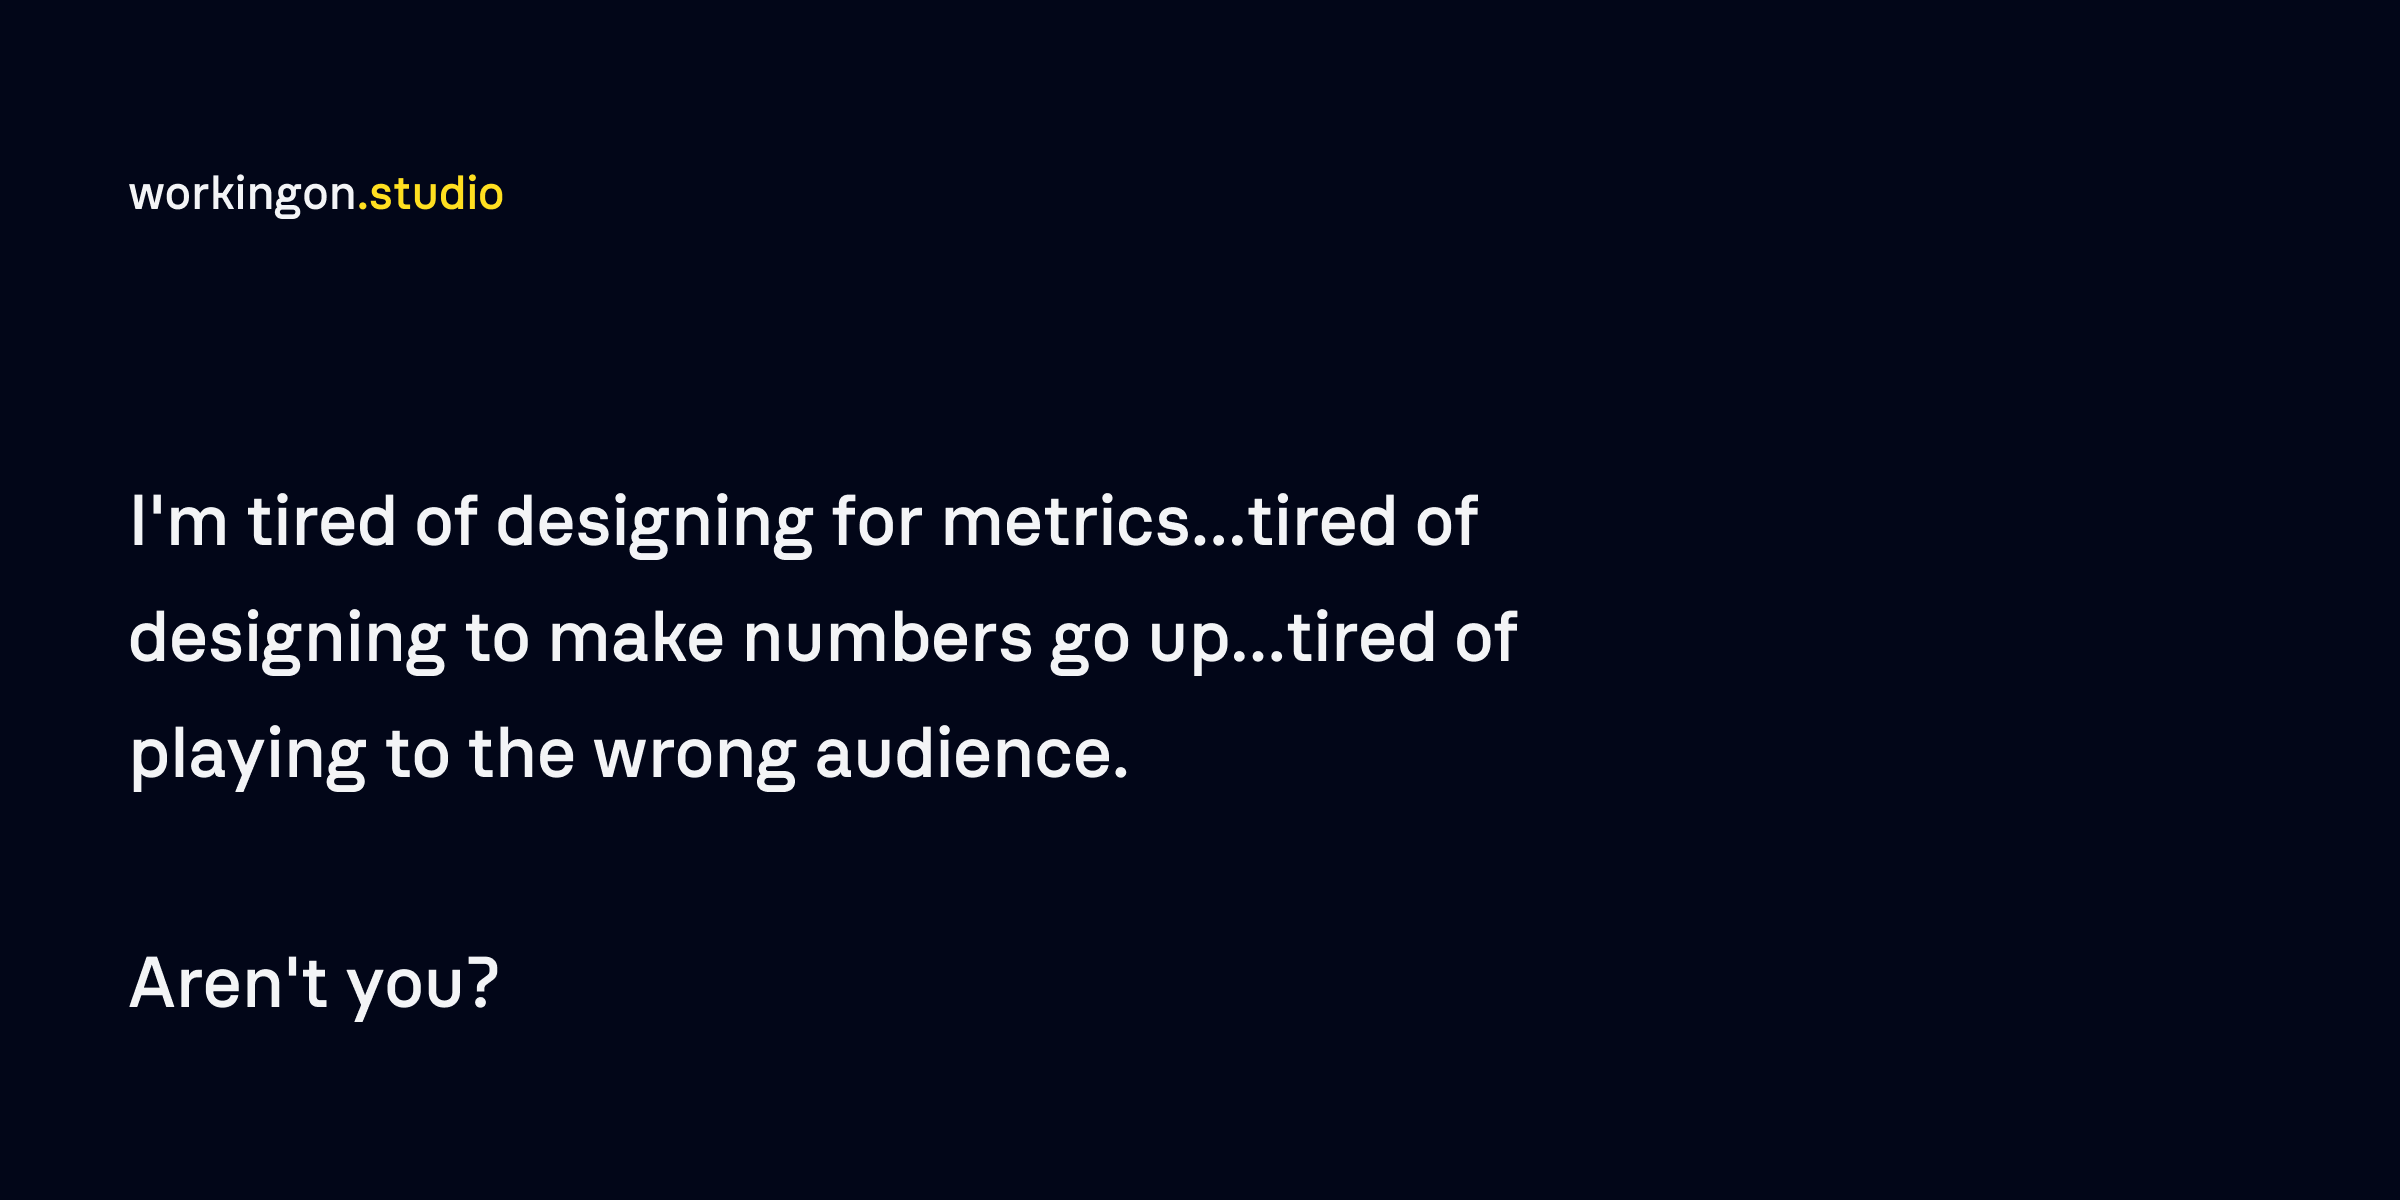 workingon.studio
I'm tired of designing for metrics...tired of
designing to make numbers go up...tired of
playing to the wrong audience.
Aren't you?